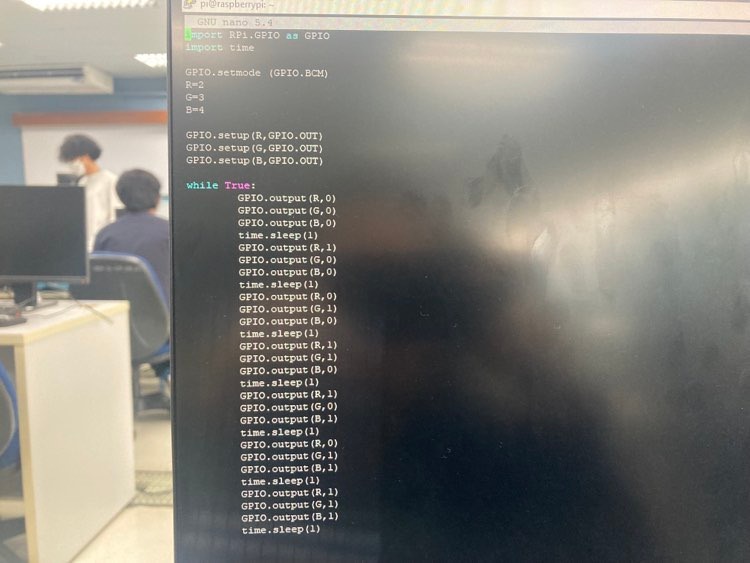 pi@raspberrypi: ~
GNU nano 5.4
import RPi.GPIO as GPIO
import time
GPIO.setmode (GPIO.BCM)
R=2
G=3
B=4
GPIO.setup(R,GPIO.OUT)
GPIO.setup(G,GPIO.OUT)
GPIO.setup(B,GPIO.OUT)
while True:
GPIO.output(R,0)
GPIO.output(G,0)
GPIO.output(B,0)
time.sleep(1)
GPIO.output(R,1)
GPIO.output(G,0)
GPIO.output(B,0)
time.sleep(1)
GPIO.output(R,0)
GPIO.output(G,1)
GPIO.output(B,0)
time.sleep(1)
GPIO.output(R,1)
GPIO.output(G,1)
GPIO.output(B,0)
time.sleep(1)
GPIO.output(R,1)
GPIO.output(G,0)
GPIO.output(B,1)
time.sleep(1)
GPIO.output(R,0)
GPIO.output(G,1)
GPIO.output(B,1)
time.sleep(1)
GPIO.output(R,1)
GPIO.output(G,1)
GPIO.output(B,1)
time.sleep(1)